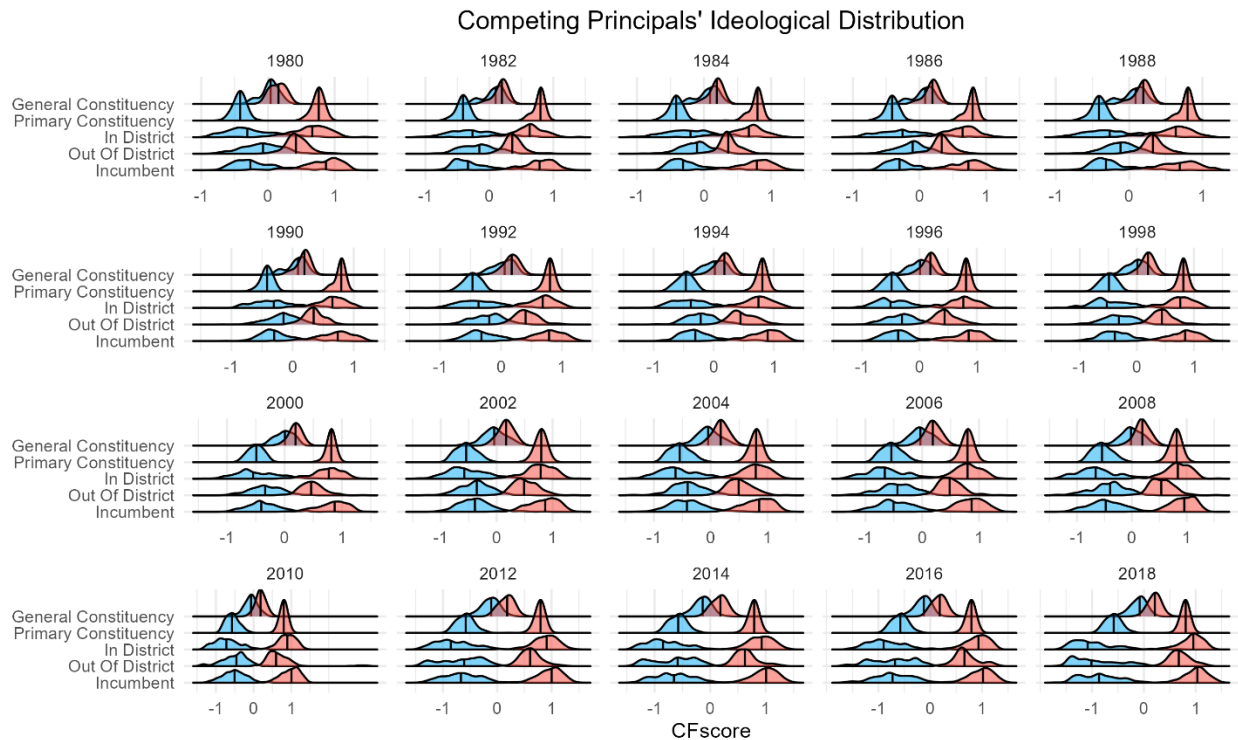 Competing Principals' Ideological Distribution
1980 1982 1984 1986 1988
General Constituency
Primary Constituency
In District
Out Of District
Incumbent
-1 0 1 -1 0 1 -1 0 1 -1 0 1 -1 0 1
1990 1992 1994 1996 1998
General Constituency
Primary Constituency
In District
Out Of District
Incumbent
-1 0 1 -1 0 1 -1 0 1 -1 0 1 -1 0 1
2000 2002 2004 2006 2008
General Constituency
Primary Constituency
In District
Out Of District
Incumbent
-1 0 1 -1 0 1 -1 0 1 -1 0 1 -1 0 1
2010 2012 2014 2016 2018
General Constituency
Primary Constituency
In District
Out Of District
Incumbent
0 1 -1 0 1 -1 0 1 -1 0 1 -1 0 1
CFscore